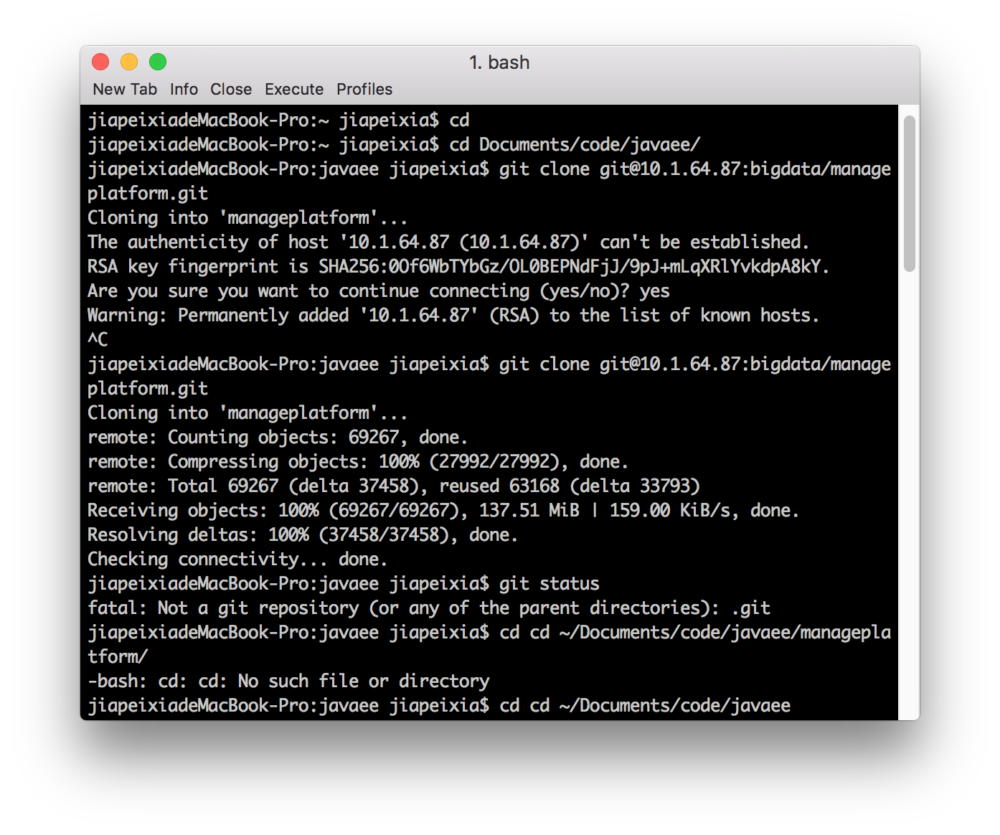 1. bash
New Tab Info Close Execute Profiles
jiapeixiadeMacBook-Pro:~ jiapeixia$ cd
jiapeixiadeMacBook-Pro:~ jiapeixia$ cd Documents/code/javaee/
jiapeixiadeMacBook-Pro:javaee jiapeixia$ git clone git@10.1.64.87:bigdata/manage
platform.git
Cloning into 'manageplatform'...
The authenticity of host '10.1.64.87 (10.1.64.87)' can't be established.
RSA key fingerprint is SHA256:0Of6WbTYbGz/OL0BEPNdFjJ/9pJ+mLqXRlYvkdpA8kY.
Are you sure you want to continue connecting (yes/no)? yes
Warning: Permanently added '10.1.64.87' (RSA) to the list of known hosts.
^C
jiapeixiadeMacBook-Pro:javaee jiapeixia$ git clone git@10.1.64.87:bigdata/manage
platform.git
Cloning into 'manageplatform'...
remote: Counting objects: 69267, done.
remote: Compressing objects: 100% (27992/27992), done.
remote: Total 69267 (delta 37458), reused 63168 (delta 33793)
Receiving objects: 100% (69267/69267), 137.51 MiB | 159.00 KiB/s, done.
Resolving deltas: 100% (37458/37458), done.
Checking connectivity... done.
jiapeixiadeMacBook-Pro:javaee jiapeixia$ git status
fatal: Not a git repository (or any of the parent directories): .git
jiapeixiadeMacBook-Pro:javaee jiapeixia$ cd cd ~/Documents/code/javaee/managepla
tform/
-bash: cd: cd: No such file or directory
jiapeixiadeMacBook-Pro:javaee jiapeixia$ cd cd ~/Documents/code/javaee